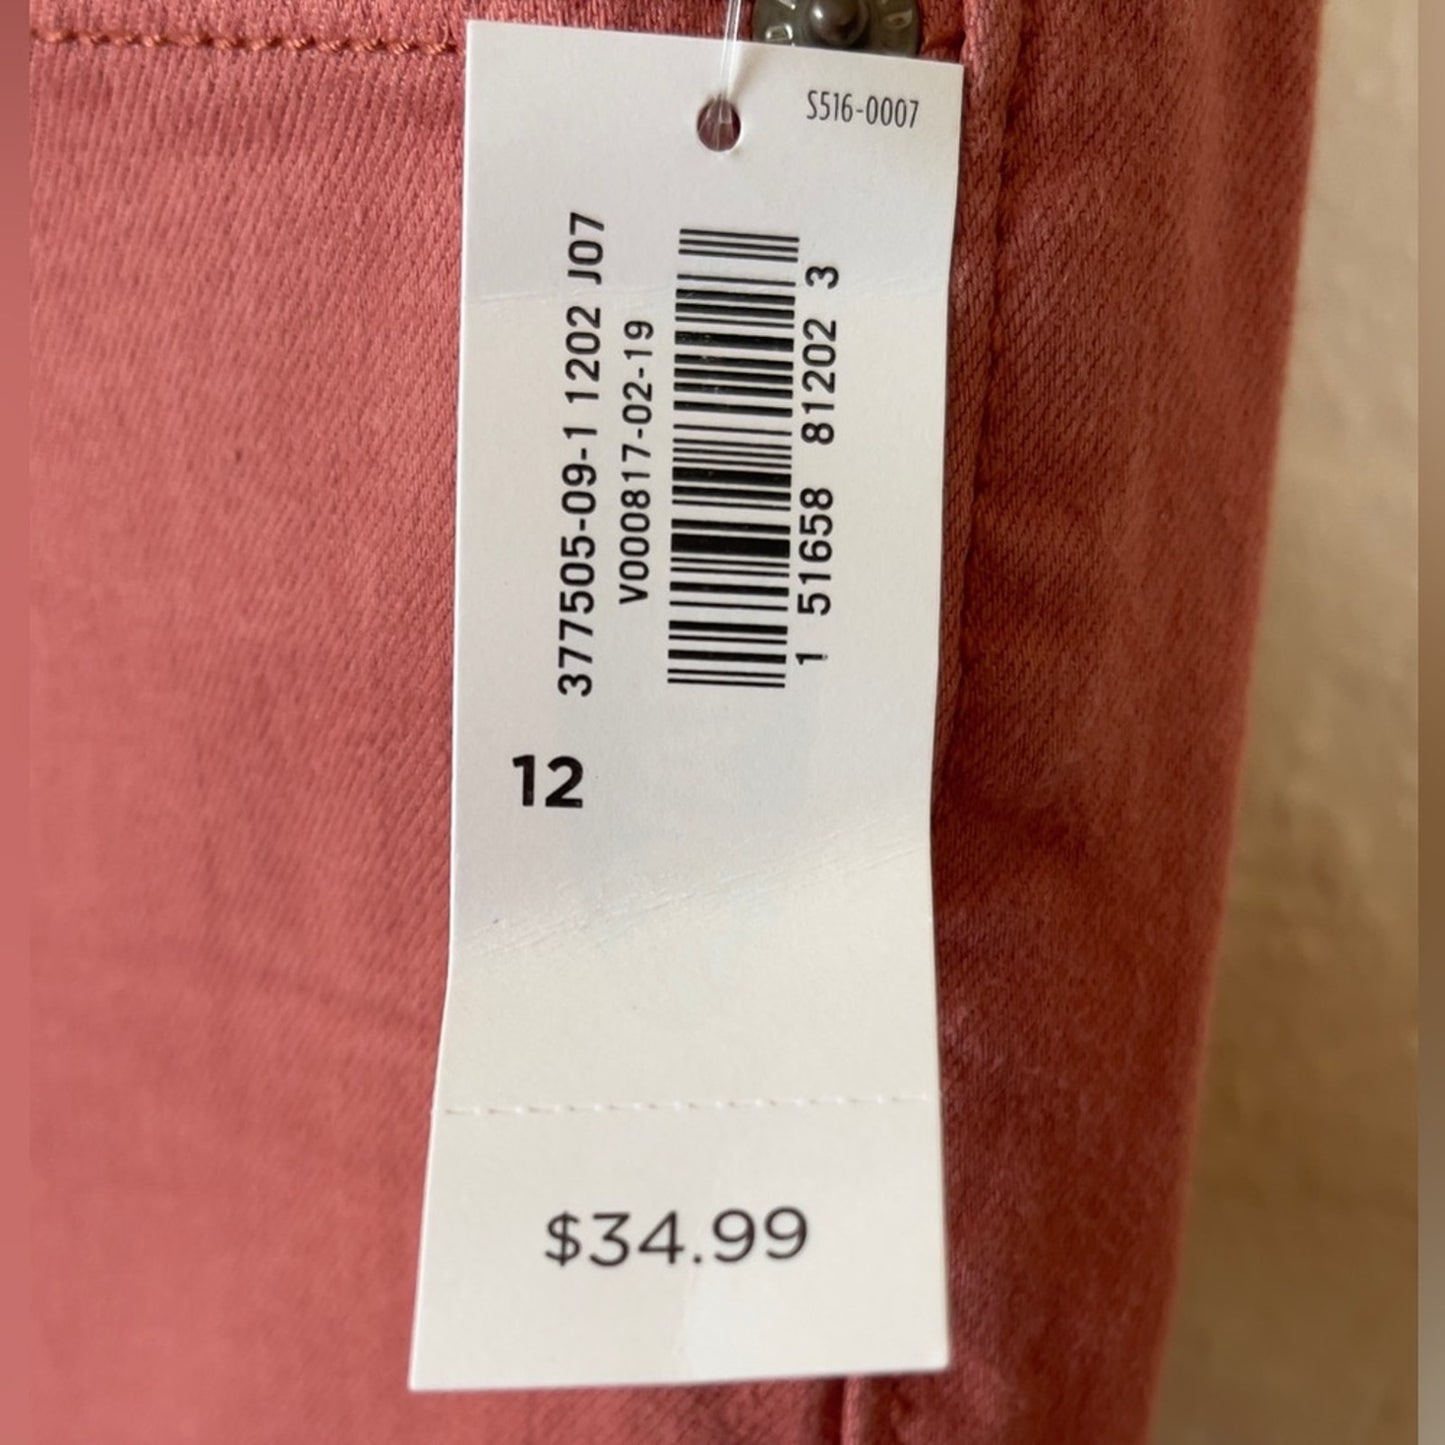 S516-0007
377505-09-1 1202 J07
V000817-02-19
1 51658 81202 3
12
$34.99